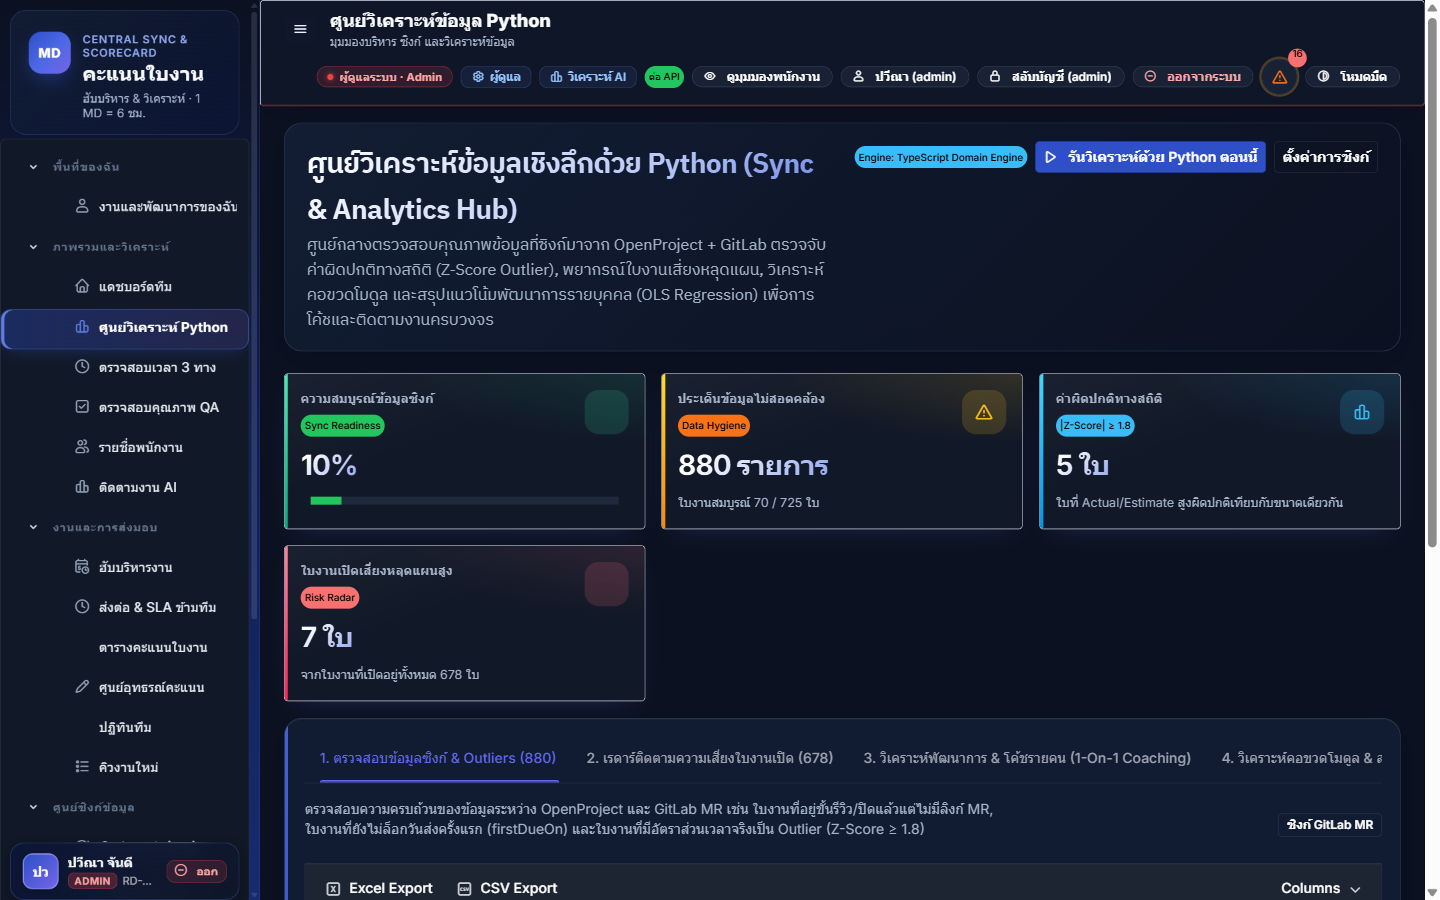 MD
CENTRAL SYNC &
SCORECARD
คะแนนใบงาน
ฮับบริหาร & วิเคราะห์ · 1
MD = 6 ชม.
พื้นที่ของฉัน
งานและพัฒนาการของฉัน
ภาพรวมและวิเคราะห์
แดชบอร์ดทีม
ศูนย์วิเคราะห์ Python
ตรวจสอบเวลา 3 ทาง
ตรวจสอบคุณภาพ QA
รายชื่อพนักงาน
ติดตามงาน AI
งานและการส่งมอบ
ฮับบริหารงาน
ส่งต่อ & SLA ข้ามทีม
ตารางคะแนนใบงาน
ศูนย์อุทธรณ์คะแนน
ปฏิทินทีม
คิวงานใหม่
ศูนย์ซิงก์ข้อมูล
ปว
ปวีณา จันดี
ADMIN RD-...
ออก
ศูนย์วิเคราะห์ข้อมูล Python
มุมมองบริหาร ซิงก์ และวิเคราะห์ข้อมูล
ผู้ดูแลระบบ · Admin
ผู้ดูแล
วิเคราะห์ AI
ต่อ API
ดูมุมมองพนักงาน
ปวีณา (admin)
สลับบัญชี (admin)
ออกจากระบบ
16
โหมดมืด
ศูนย์วิเคราะห์ข้อมูลเชิงลึกด้วย Python (Sync
& Analytics Hub)
ศูนย์กลางตรวจสอบคุณภาพข้อมูลที่ซิงก์มาจาก OpenProject + GitLab ตรวจจับ
ค่าผิดปกติทางสถิติ (Z-Score Outlier), พยากรณ์ใบงานเสี่ยงหลุดแผน, วิเคราะห์
คอขวดโมดูล และสรุปแนวโน้มพัฒนาการรายบุคคล (OLS Regression) เพื่อการ
โค้ชและติดตามงานครบวงจร
Engine: TypeScript Domain Engine
รันวิเคราะห์ด้วย Python ตอนนี้
ตั้งค่าการซิงก์
ความสมบูรณ์ข้อมูลซิงก์
Sync Readiness
10%
ประเด็นข้อมูลไม่สอดคล้อง
Data Hygiene
880 รายการ
ใบงานสมบูรณ์ 70 / 725 ใบ
ค่าผิดปกติทางสถิติ
|Z-Score| ≥ 1.8
5 ใบ
ใบที่ Actual/Estimate สูงผิดปกติเทียบกับขนาดเดียวกัน
ใบงานเปิดเสี่ยงหลุดแผนสูง
Risk Radar
7 ใบ
จากใบงานที่เปิดอยู่ทั้งหมด 678 ใบ
1. ตรวจสอบข้อมูลซิงก์ & Outliers (880)
2. เรดาร์ติดตามความเสี่ยงใบงานเปิด (678)
3. วิเคราะห์พัฒนาการ & โค้ชรายคน (1-On-1 Coaching)
4. วิเคราะห์คอขวดโมดูล &
ตรวจสอบความครบถ้วนของข้อมูลระหว่าง OpenProject และ GitLab MR เช่น ใบงานที่อยู่ขั้นรีวิว/ปิดแล้วแต่ไม่มีลิงก์ MR,
ใบงานที่ยังไม่ล็อกวันส่งครั้งแรก (firstDueOn) และใบงานที่มีอัตราส่วนเวลาจริงเป็น Outlier (Z-Score ≥ 1.8)
ซิงก์ GitLab MR
Excel Export
CSV Export
Columns